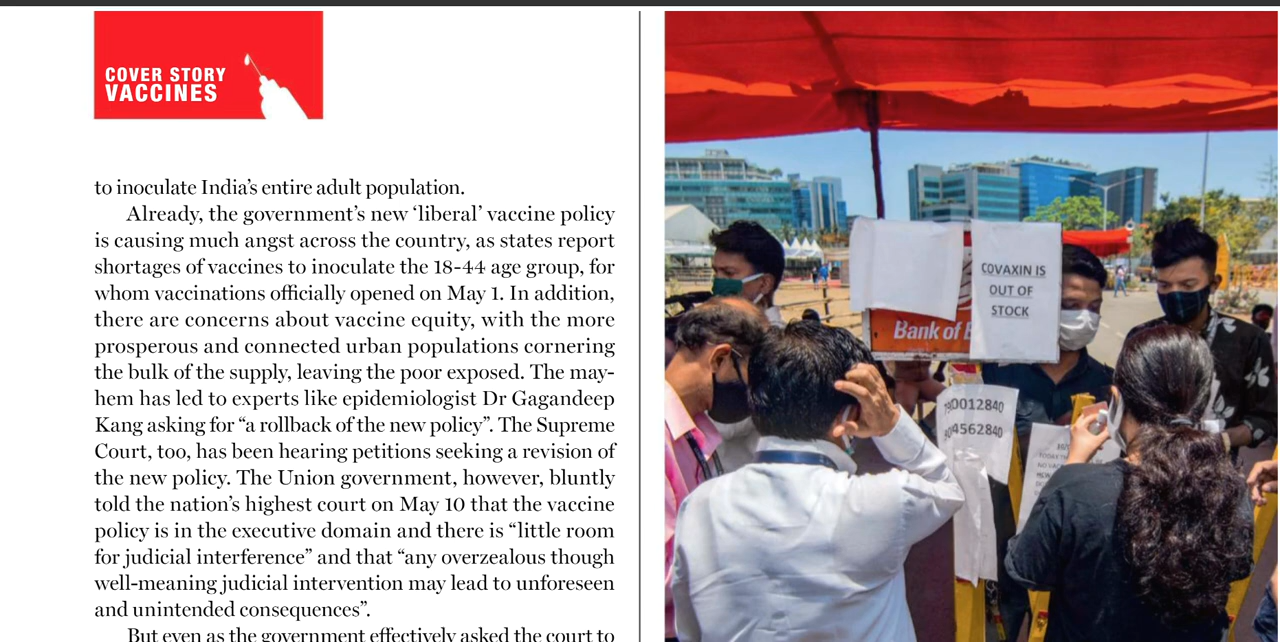 COVER STORY
VACCINES
to inoculate India’s entire adult population.
Already, the government’s new ‘liberal’ vaccine policy
is causing much angst across the country, as states report
shortages of vaccines to inoculate the 18-44 age group, for
whom vaccinations officially opened on May 1. In addition,
there are concerns about vaccine equity, with the more
prosperous and connected urban populations cornering
the bulk of the supply, leaving the poor exposed. The may-
hem has led to experts like epidemiologist Dr Gagandeep
Kang asking for “a rollback of the new policy”. The Supreme
Court, too, has been hearing petitions seeking a revision of
the new policy. The Union government, however, bluntly
told the nation’s highest court on May 10 that the vaccine
policy is in the executive domain and there is “little room
for judicial interference” and that “any overzealous though
well-meaning judicial intervention may lead to unforeseen
and unintended consequences”.
But even as the government effectively asked the court to
COVAXIN IS
OUT OF
STOCK
Bank of